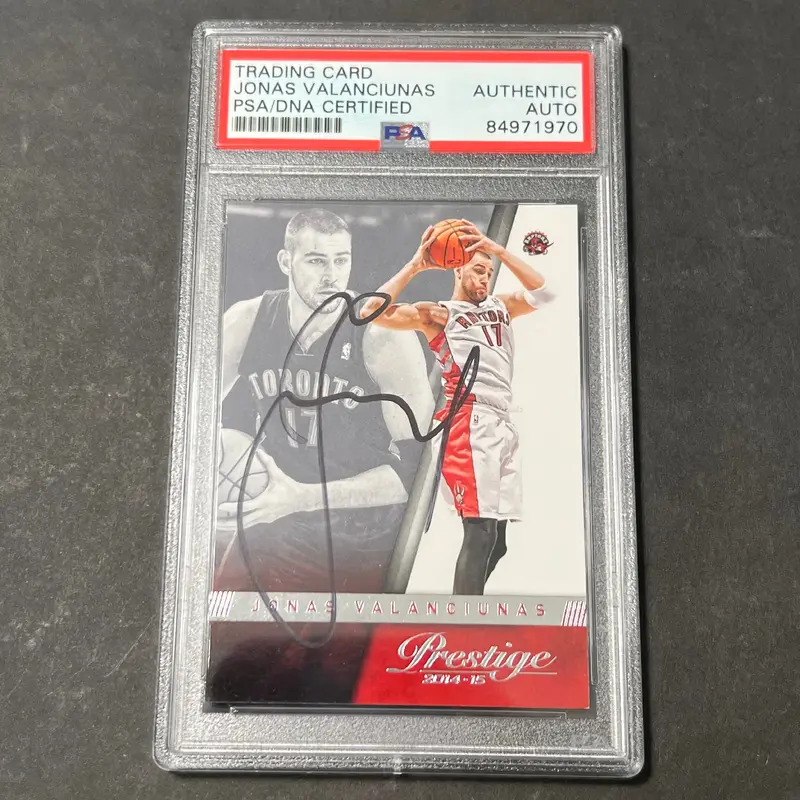 TRADING CARD
JONAS VALANCIUNAS AUTHENTIC
PSA/DNA CERTIFIED AUTO
PSA 84971970
RAPTORS
17
TORONTO
17
JONAS VALANCIUNAS
Prestige
2014-15